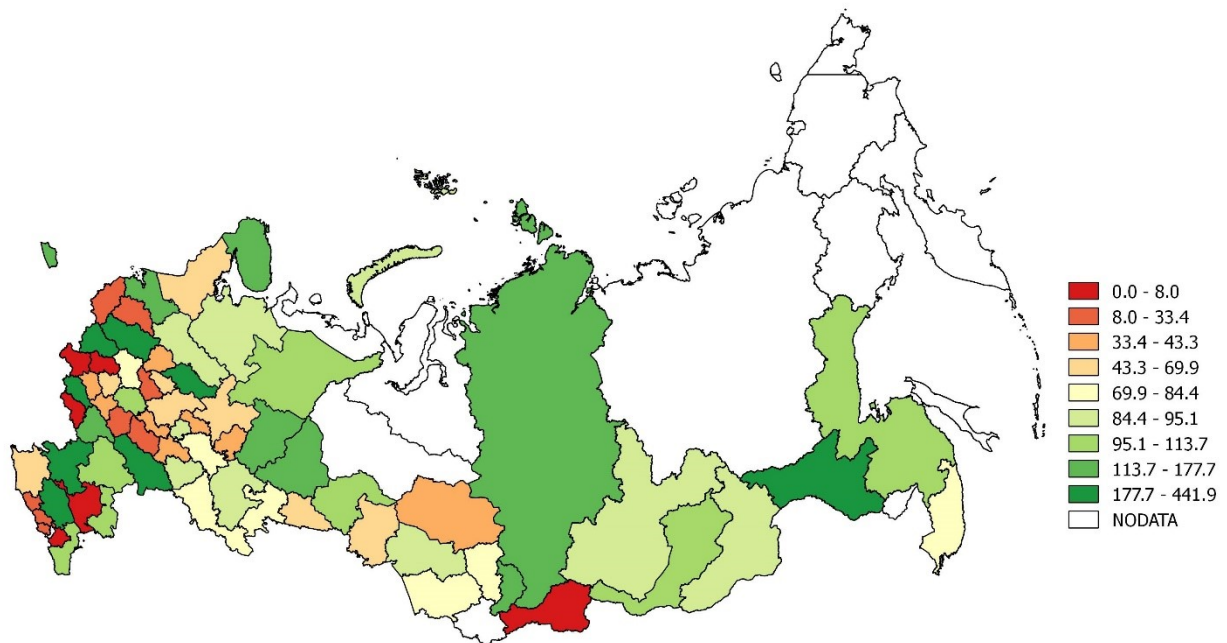 0.0 - 8.0
8.0 - 33.4
33.4 - 43.3
43.3 - 69.9
69.9 - 84.4
84.4 - 95.1
95.1 - 113.7
113.7 - 177.7
177.7 - 441.9
NODATA